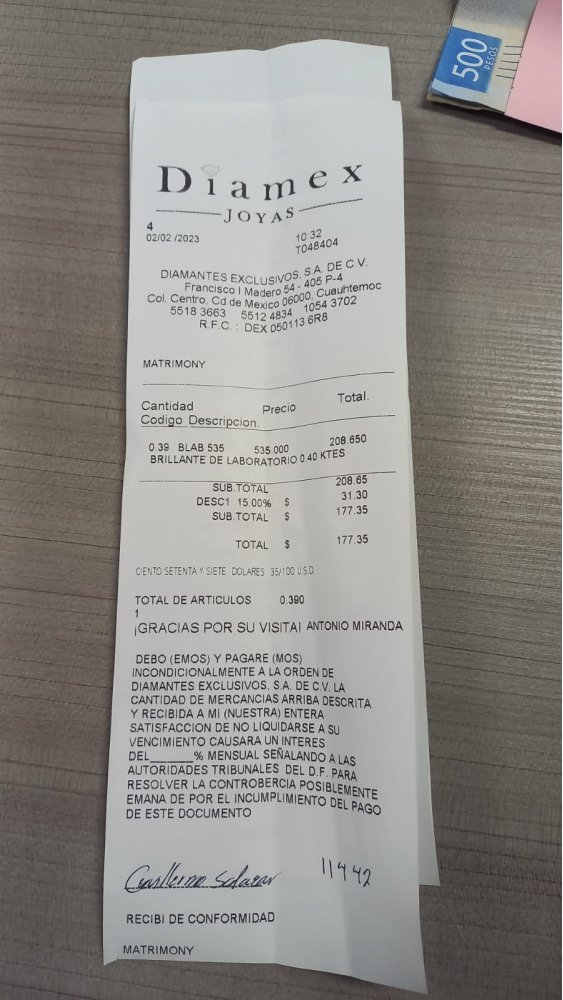 Diamex
JOYAS
4
02/02 /2023
10:32
T048404
DIAMANTES EXCLUSIVOS, S.A. DE C.V.
Francisco I Madero 54 - 405 P-4
Col. Centro, Cd de Mexico 06000, Cuauhtemoc
5518 3663 5512 4834 1054 3702
R.F.C. : DEX 050113 6R8
MATRIMONY
Cantidad Precio Total.
Codigo Descripcion.
0.39 BLAB 535 535.000 208.650
BRILLANTE DE LABORATORIO 0.40 KTES
SUB.TOTAL 208.65
DESC1 15.00% $ 31.30
SUB.TOTAL $ 177.35
TOTAL $ 177.35
CIENTO SETENTA Y SIETE DOLARES 35/100 U.S.D.
TOTAL DE ARTICULOS 0.390
1
¡GRACIAS POR SU VISITA! ANTONIO MIRANDA
DEBO (EMOS) Y PAGARE (MOS)
INCONDICIONALMENTE A LA ORDEN DE
DIAMANTES EXCLUSIVOS, S.A. DE C.V. LA
CANTIDAD DE MERCANCIAS ARRIBA DESCRITA
Y RECIBIDA A MI (NUESTRA) ENTERA
SATISFACCION DE NO LIQUIDARSE A SU
VENCIMIENTO CAUSARA UN INTERES
DEL______% MENSUAL SEÑALANDO A LAS
AUTORIDADES TRIBUNALES DEL D.F. PARA
RESOLVER LA CONTROBERCIA POSIBLEMENTE
EMANA DE POR EL INCUMPLIMIENTO DEL PAGO
DE ESTE DOCUMENTO
Guillermo Salazar 11442
RECIBI DE CONFORMIDAD
MATRIMONY
500
PESOS